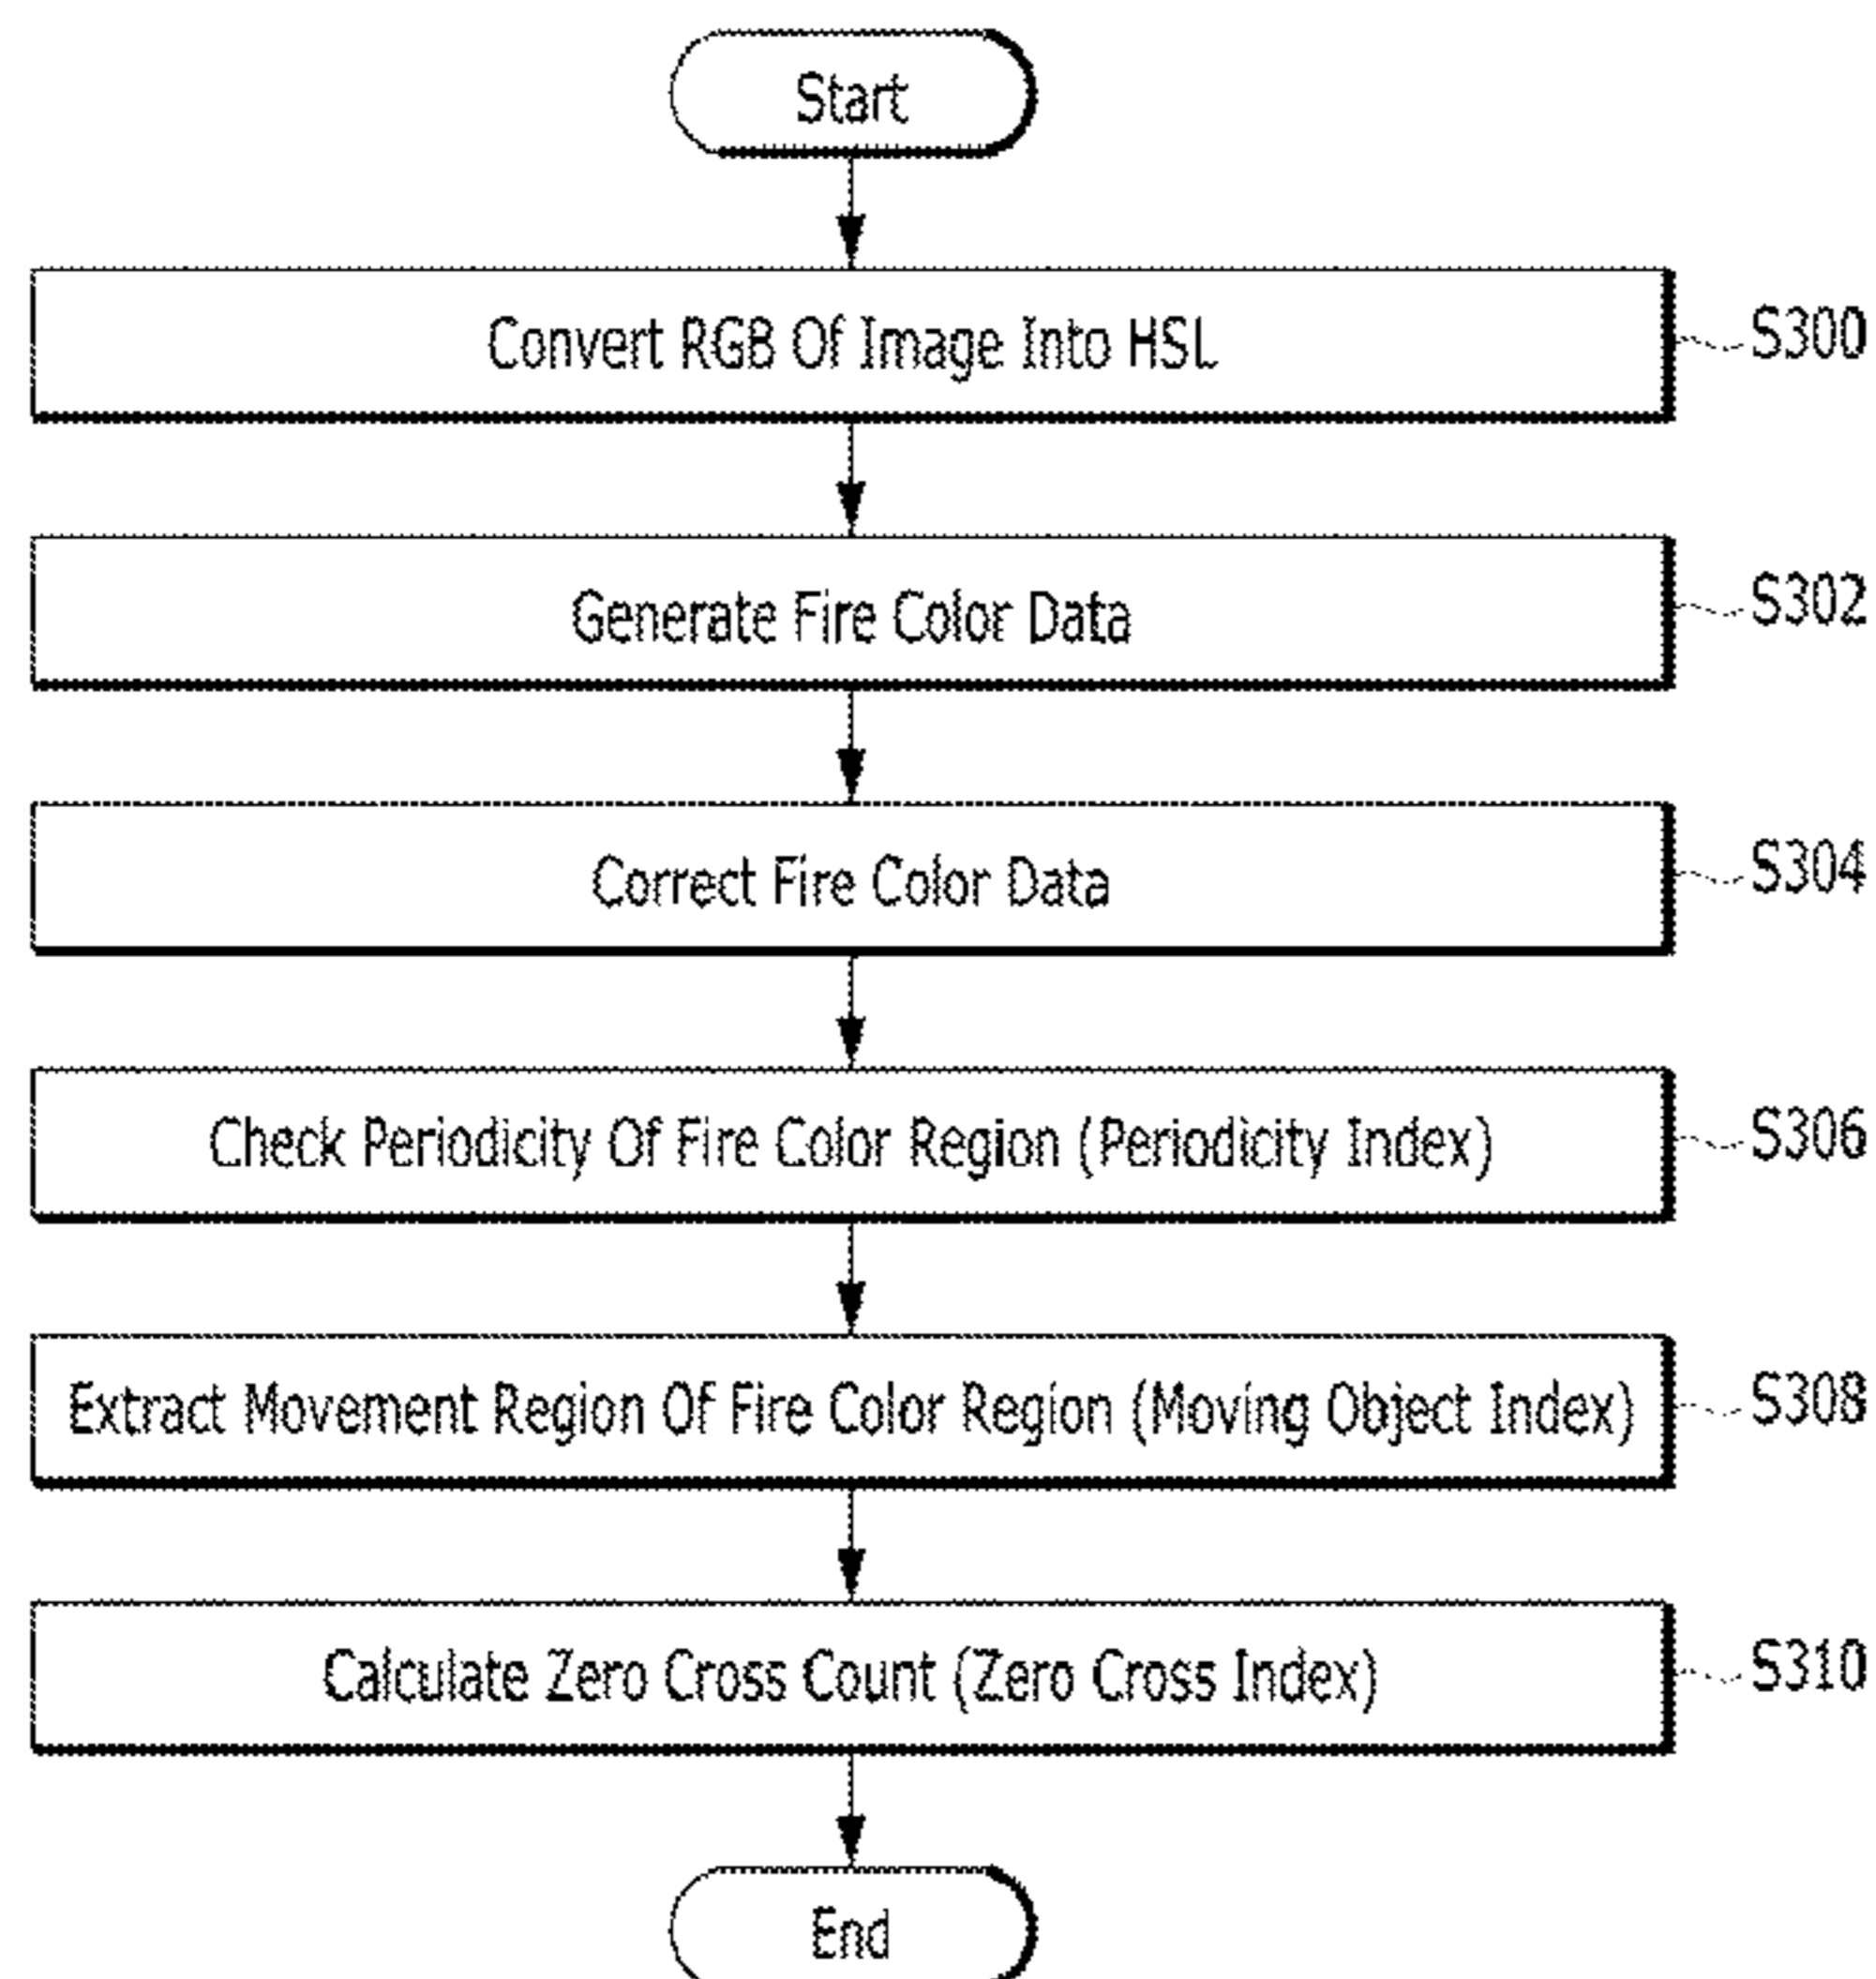 Start
Convert RGB Of Image Into HSL
S300
Generate Fire Color Data
S302
Correct Fire Color Data
S304
Check Periodicity Of Fire Color Region (Periodicity Index)
S306
Extract Movement Region Of Fire Color Region (Moving Object Index)
S308
Calculate Zero Cross Count (Zero Cross Index)
S310
End